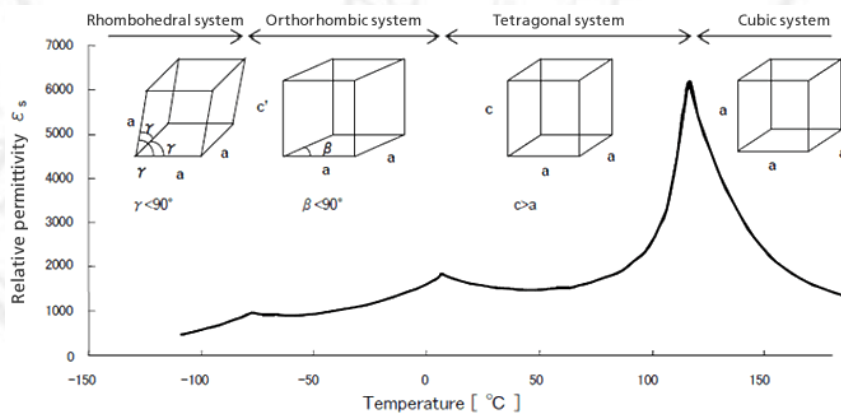 Rhombohedral system Orthorhombic system Tetragonal system Cubic system
7000
6000
5000
4000
3000
2000
1000
0
Relative permittivity ε s
a γ γ γ a a
γ<90°
c' β a a
β<90°
c a a
c>a
a a a
-150 -100 -50 0 50 100 150
Temperature [ ℃ ]